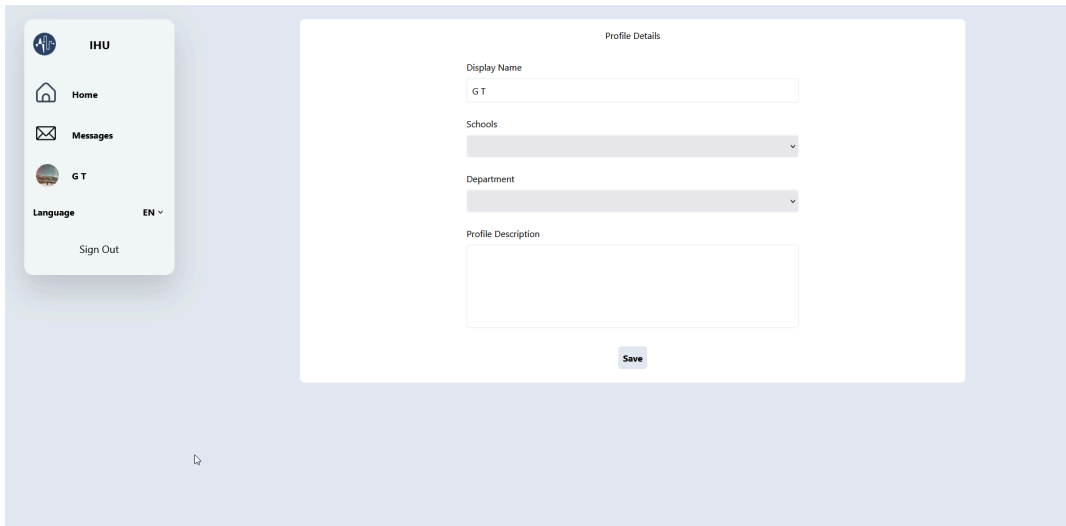 IHU
Home
Messages
G T
Language EN
Sign Out
Profile Details
Display Name
G T
Schools
Department
Profile Description
Save